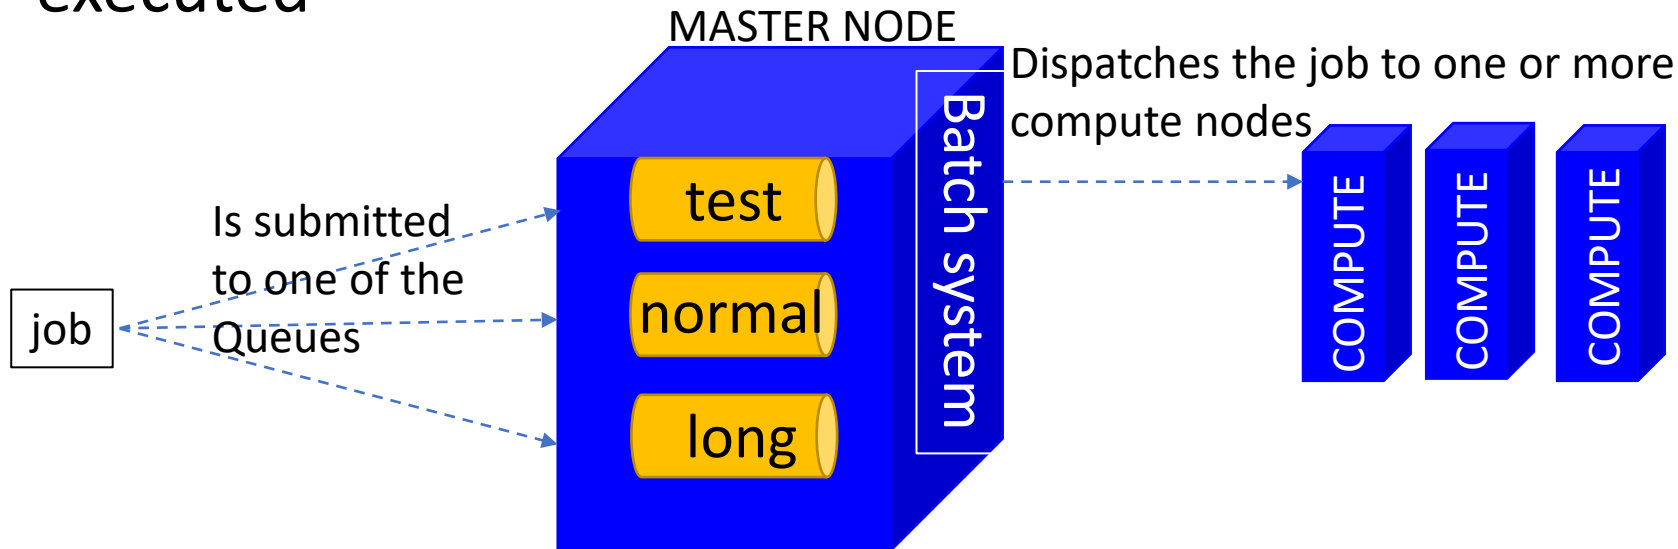 executed
MASTER NODE
Dispatches the job to one or more
compute nodes
Is submitted
to one of the
Queues
job
test
normal
long
Batch system
COMPUTE
COMPUTE
COMPUTE